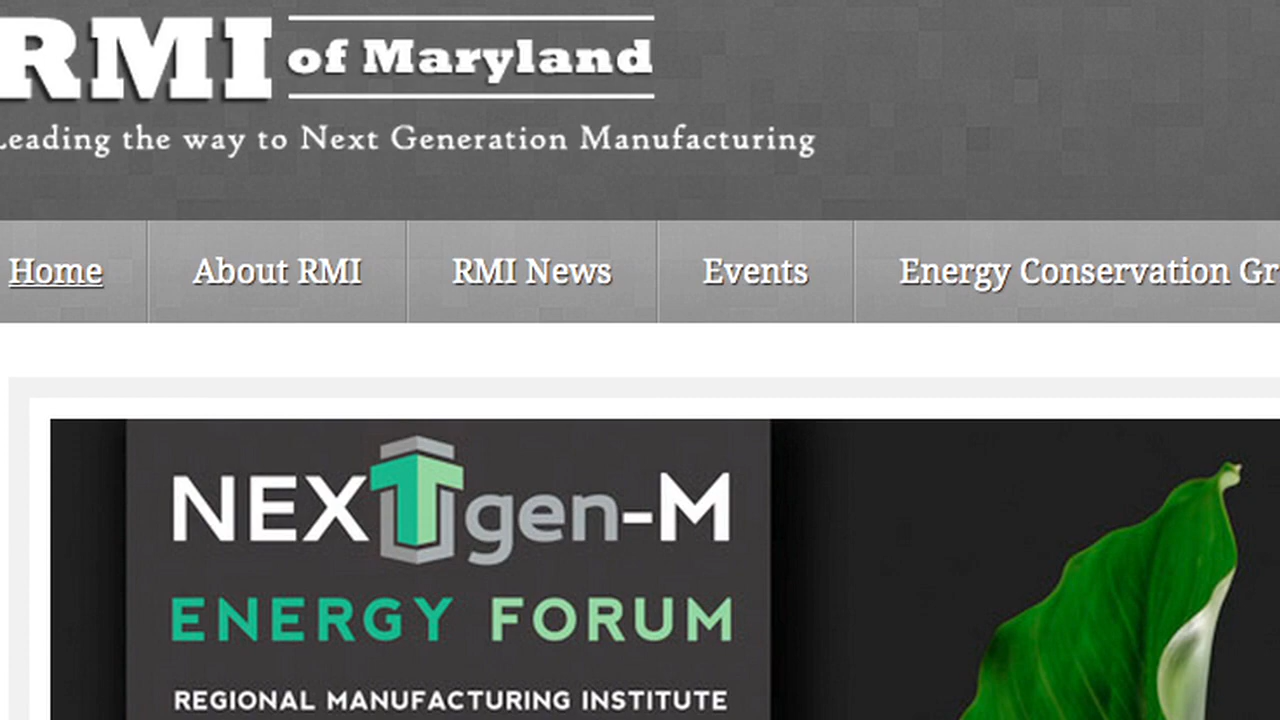 RMI of Maryland
Leading the way to Next Generation Manufacturing
Home About RMI RMI News Events Energy Conservation Gr
NEXTgen-M
ENERGY FORUM
REGIONAL MANUFACTURING INSTITUTE